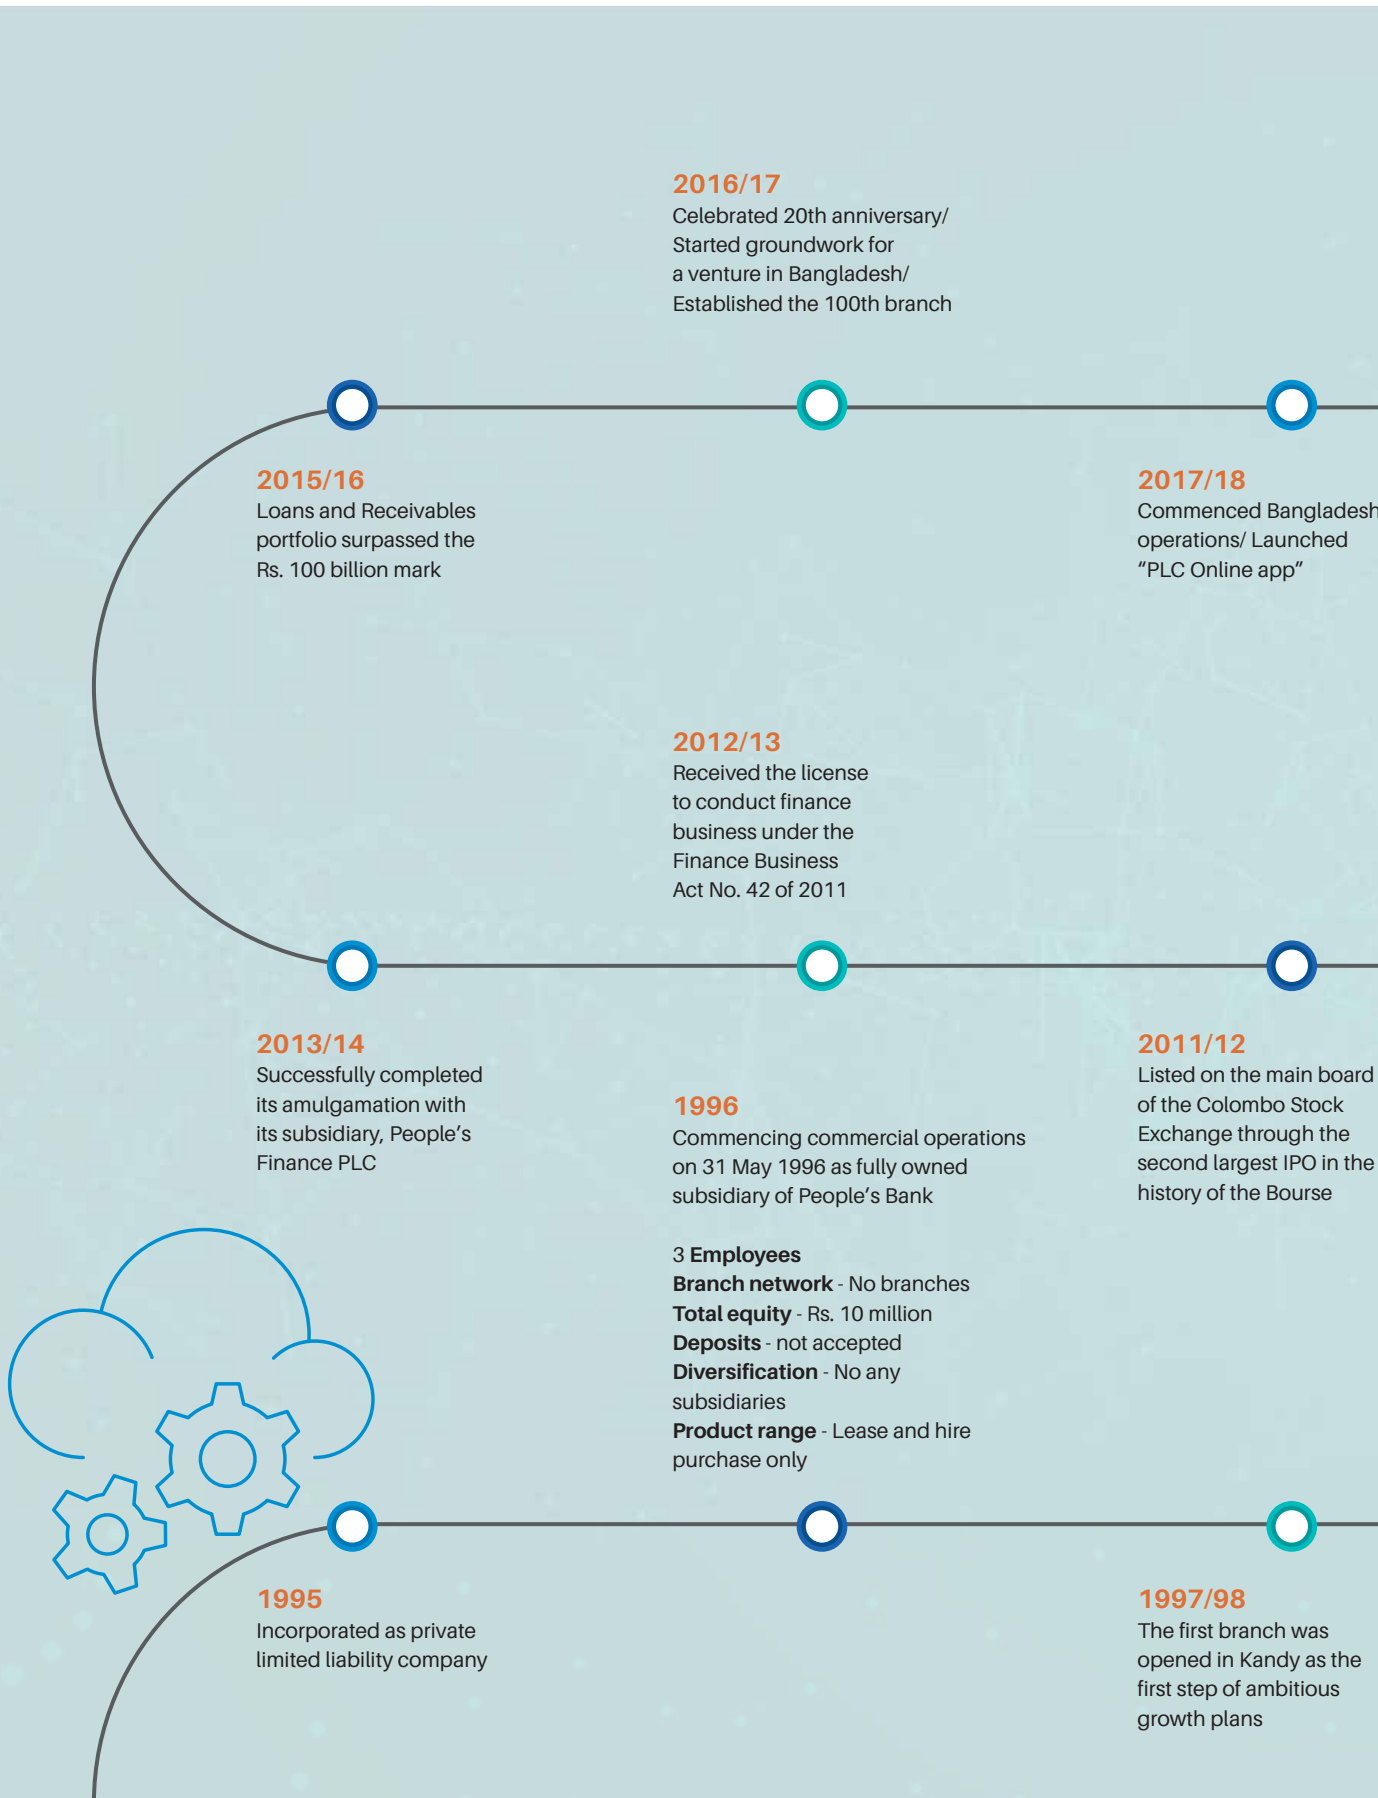 2016/17
Celebrated 20th anniversary/
Started groundwork for
a venture in Bangladesh/
Established the 100th branch
2015/16
Loans and Receivables
portfolio surpassed the
Rs. 100 billion mark
2017/18
Commenced Bangladesh
operations/ Launched
“PLC Online app”
2012/13
Received the license
to conduct finance
business under the
Finance Business
Act No. 42 of 2011
2013/14
Successfully completed
its amulgamation with
its subsidiary, People’s
Finance PLC
1996
Commencing commercial operations
on 31 May 1996 as fully owned
subsidiary of People’s Bank
3 Employees
Branch network - No branches
Total equity - Rs. 10 million
Deposits - not accepted
Diversification - No any
subsidiaries
Product range - Lease and hire
purchase only
2011/12
Listed on the main board
of the Colombo Stock
Exchange through the
second largest IPO in the
history of the Bourse
1995
Incorporated as private
limited liability company
1997/98
The first branch was
opened in Kandy as the
first step of ambitious
growth plans